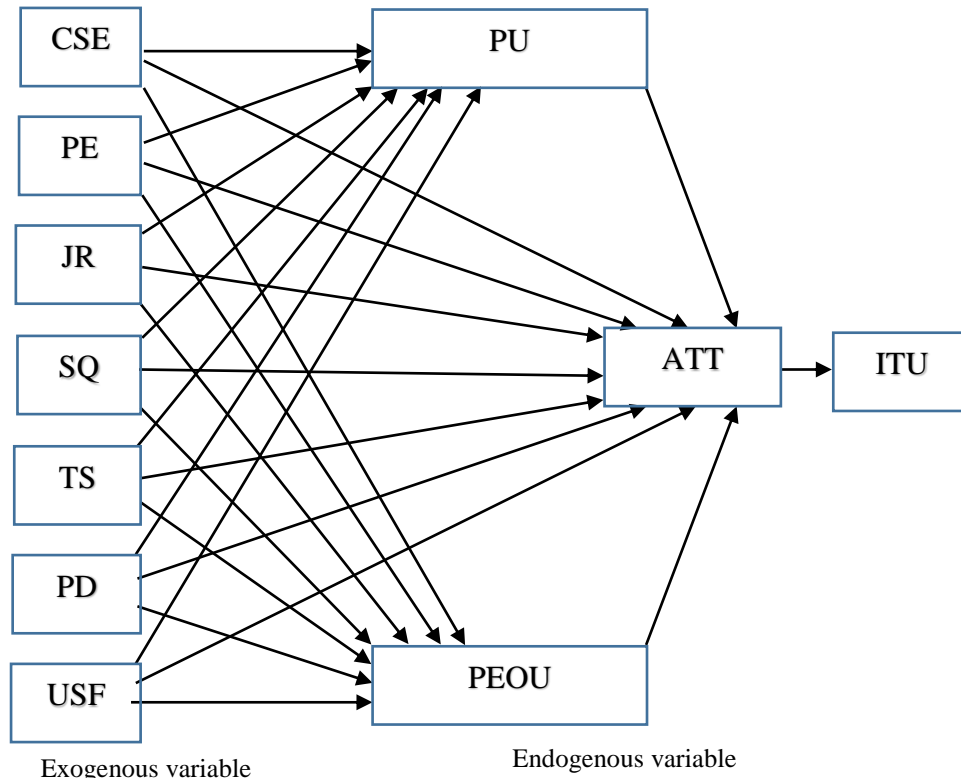 CSE
PU
PE
JR
SQ
ATT
ITU
TS
PD
USF
PEOU
Exogenous variable
Endogenous variable